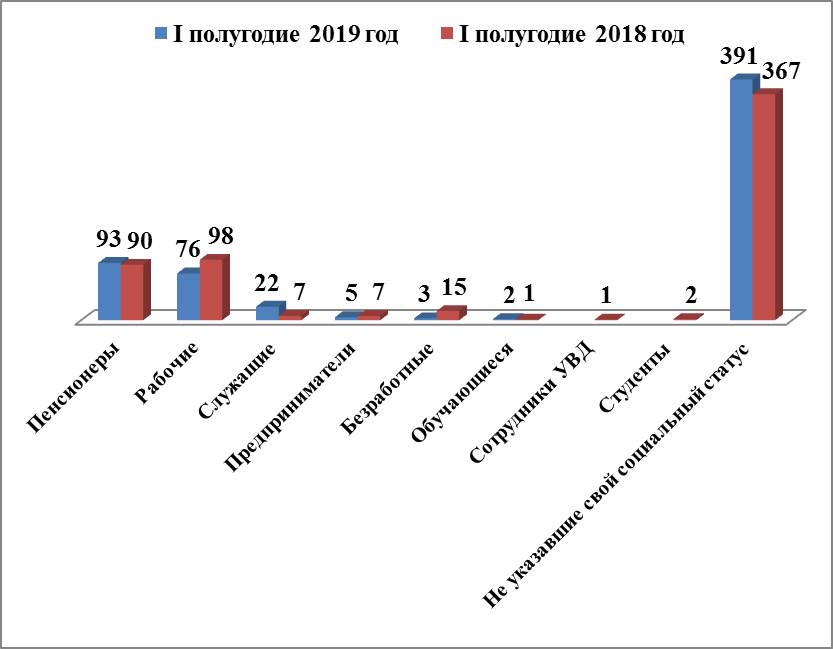 I полугодие 2019 год I полугодие 2018 год
391 367
93 90 76 98 22 7 5 7 3 15 2 1 1 2
Пенсионеры
Рабочие
Служащие
Предприниматели
Безработные
Обучающиеся
Сотрудники УВД
Студенты
Не указавшие свой социальный статус